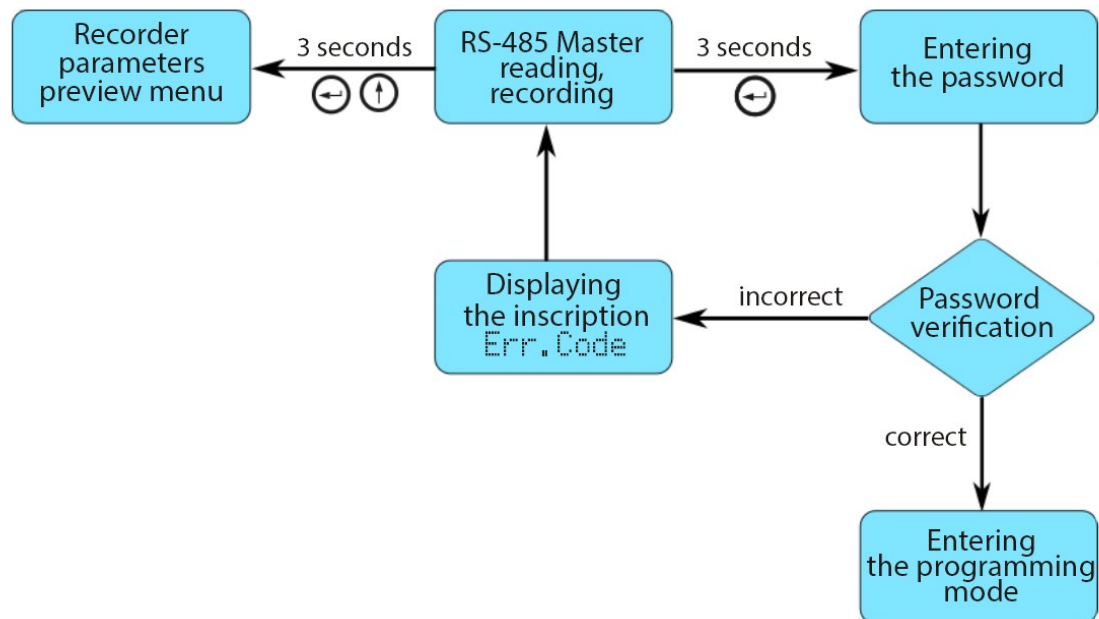 Recorder
parameters
preview menu
3 seconds
RS-485 Master
reading,
recording
3 seconds
Entering
the password
Displaying
the inscription
Err.Code
incorrect
Password
verification
correct
Entering
the programming
mode